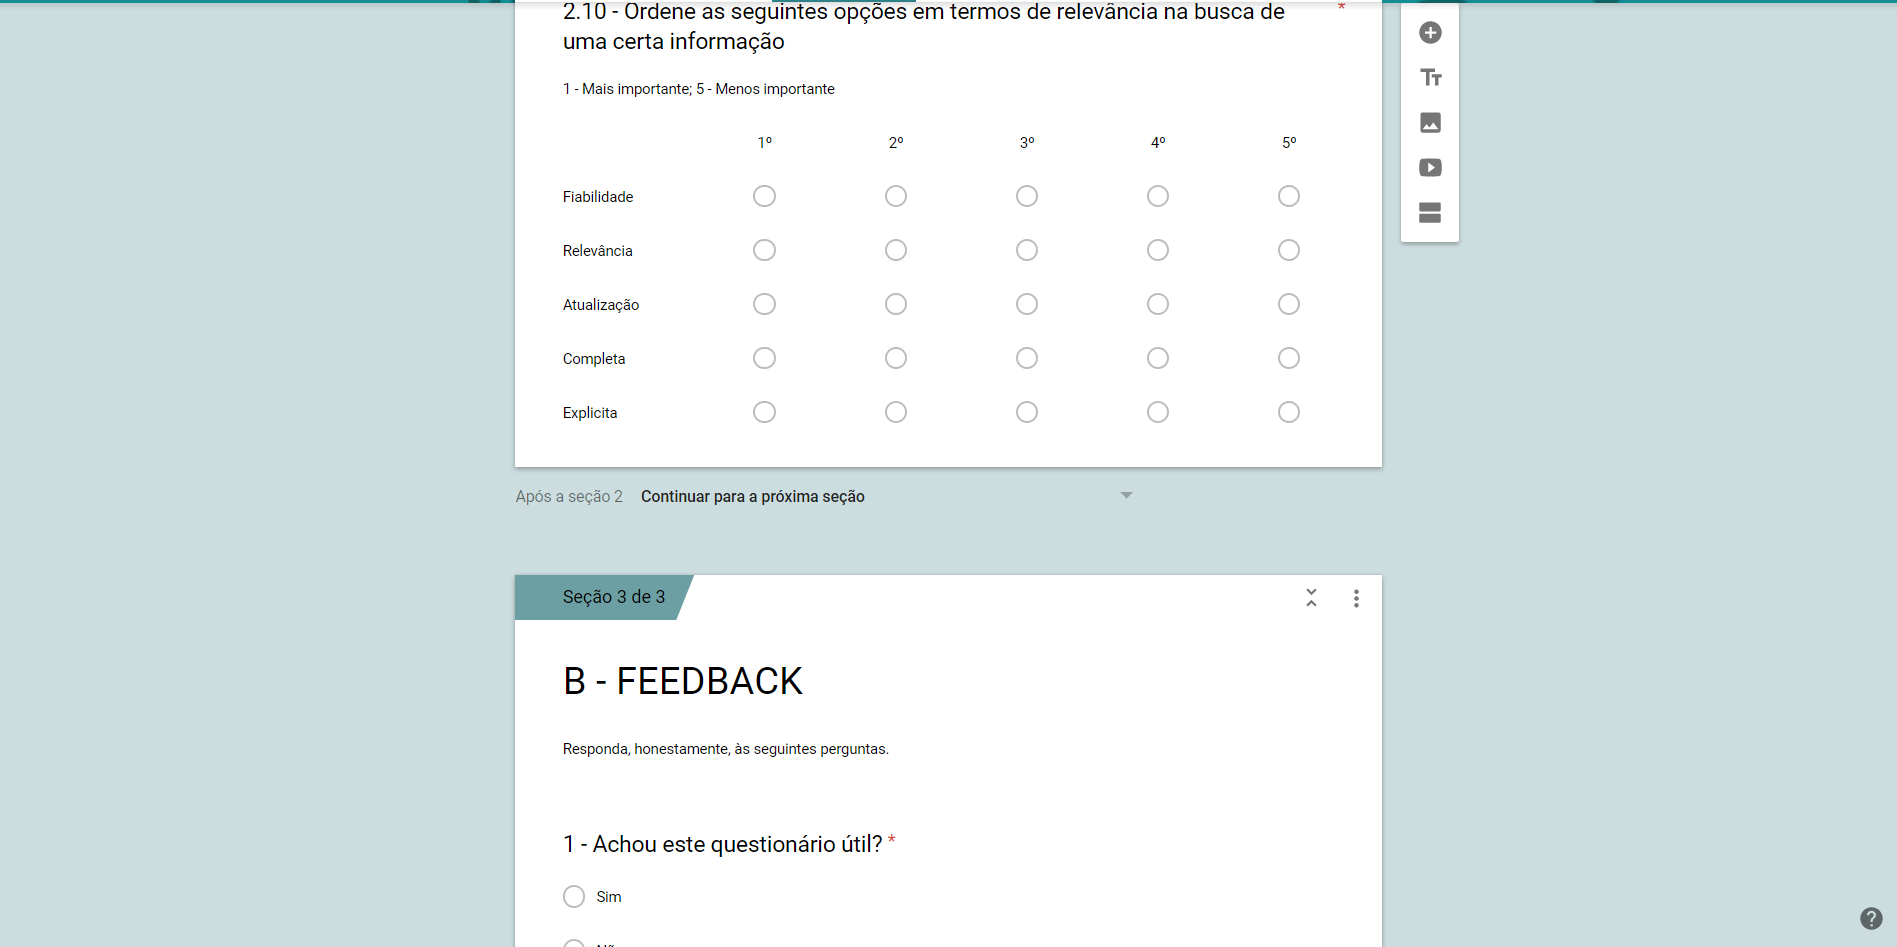 2.10 - Ordene as seguintes opções em termos de relevância na busca de *
uma certa informação
1 - Mais importante; 5 - Menos importante
1º 2º 3º 4º 5º
Fiabilidade
Relevância
Atualização
Completa
Explicita
Após a seção 2 Continuar para a próxima seção
Seção 3 de 3
B - FEEDBACK
Responda, honestamente, às seguintes perguntas.
1 - Achou este questionário útil? *
Sim